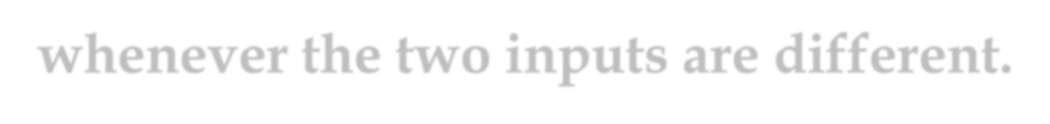 whenever the two inputs are different.